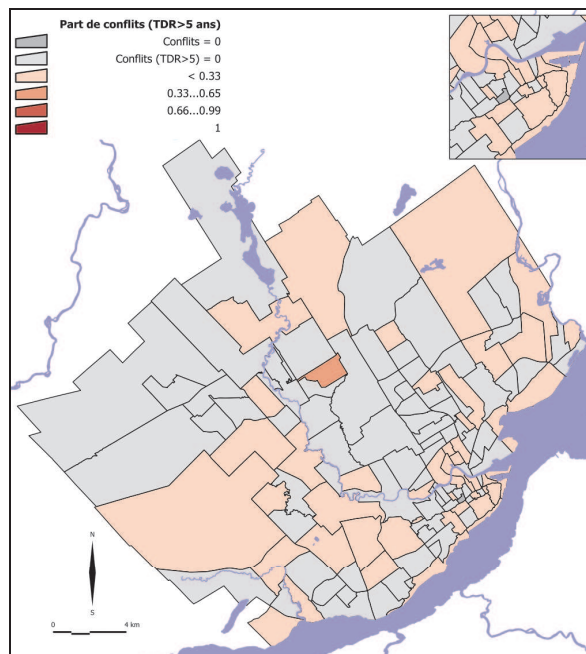 Part de conflits (TDR>5 ans)
Conflits = 0
Conflits (TDR>5) = 0
< 0.33
0.33...0.65
0.66...0.99
1
N
S
0 4 km